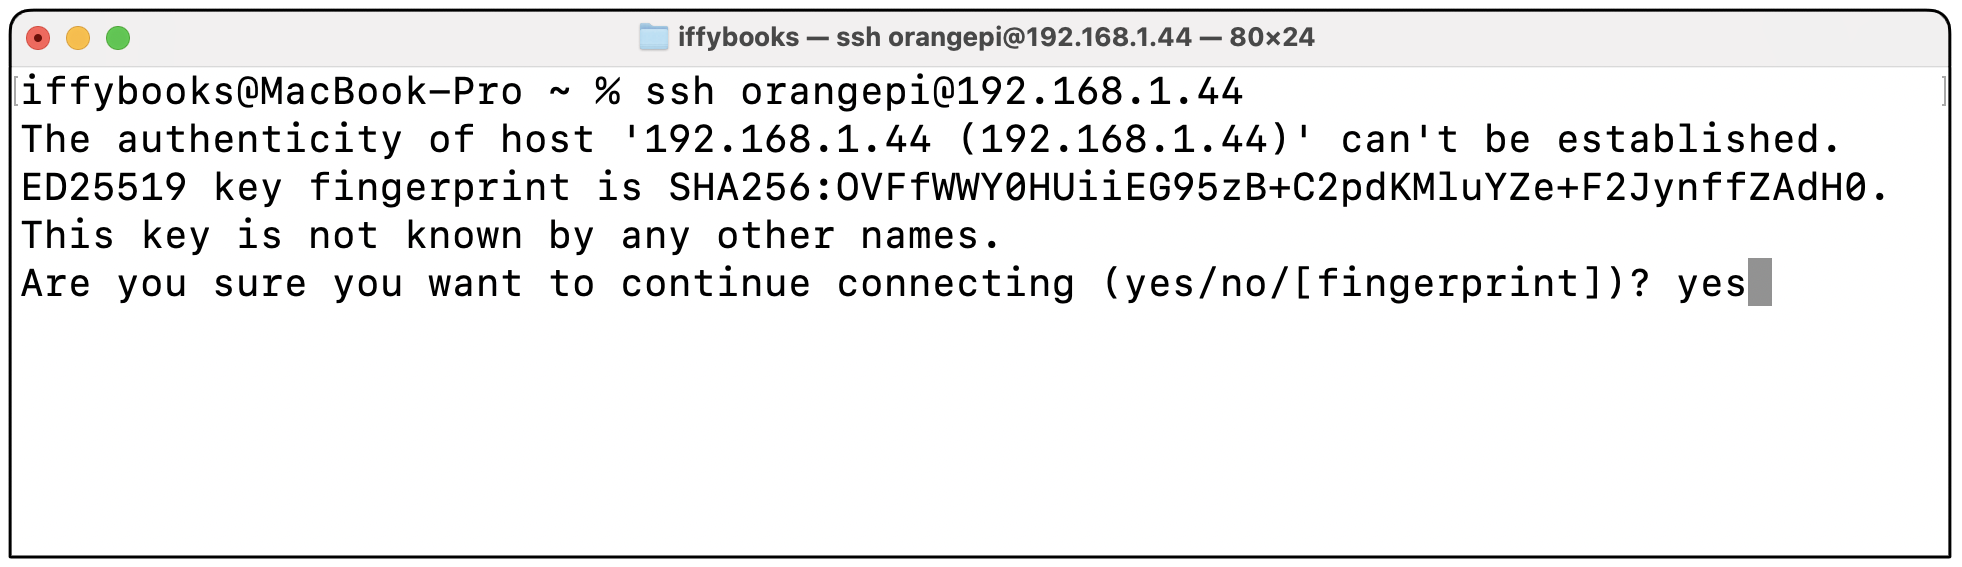 iffybooks — ssh orangepi@192.168.1.44 — 80×24
iffybooks@MacBook-Pro ~ % ssh orangepi@192.168.1.44
The authenticity of host '192.168.1.44 (192.168.1.44)' can't be established.
ED25519 key fingerprint is SHA256:OVFfWWY0HUiiEG95zB+C2pdKMluYZe+F2JynffZAdH0.
This key is not known by any other names.
Are you sure you want to continue connecting (yes/no/[fingerprint])? yes